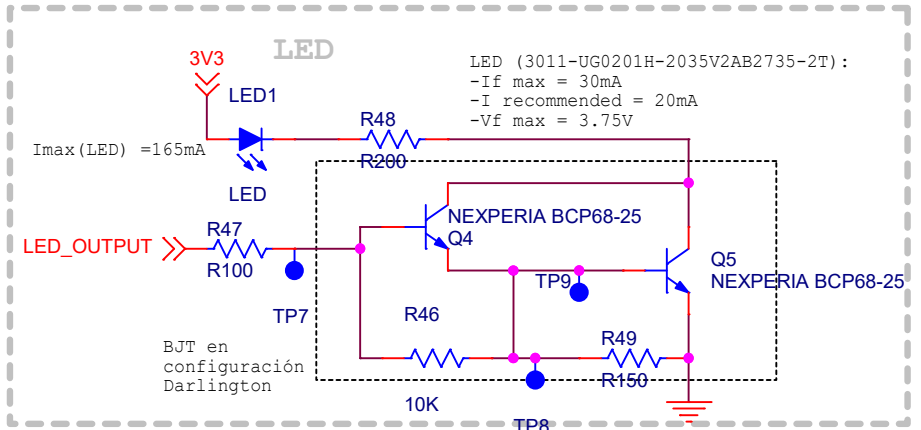 LED
3V3
LED (3011-UG0201H-2035V2AB2735-2T):
-If max = 30mA
-I recommended = 20mA
-Vf max = 3.75V
LED1
R48
Imax(LED) =165mA
R200
LED
NEXPERIA BCP68-25
Q4
R47
LED_OUTPUT
R100
Q5
NEXPERIA BCP68-25
TP9
TP7
R46
R49
BJT en
configuración
Darlington
R150
10K
TP8